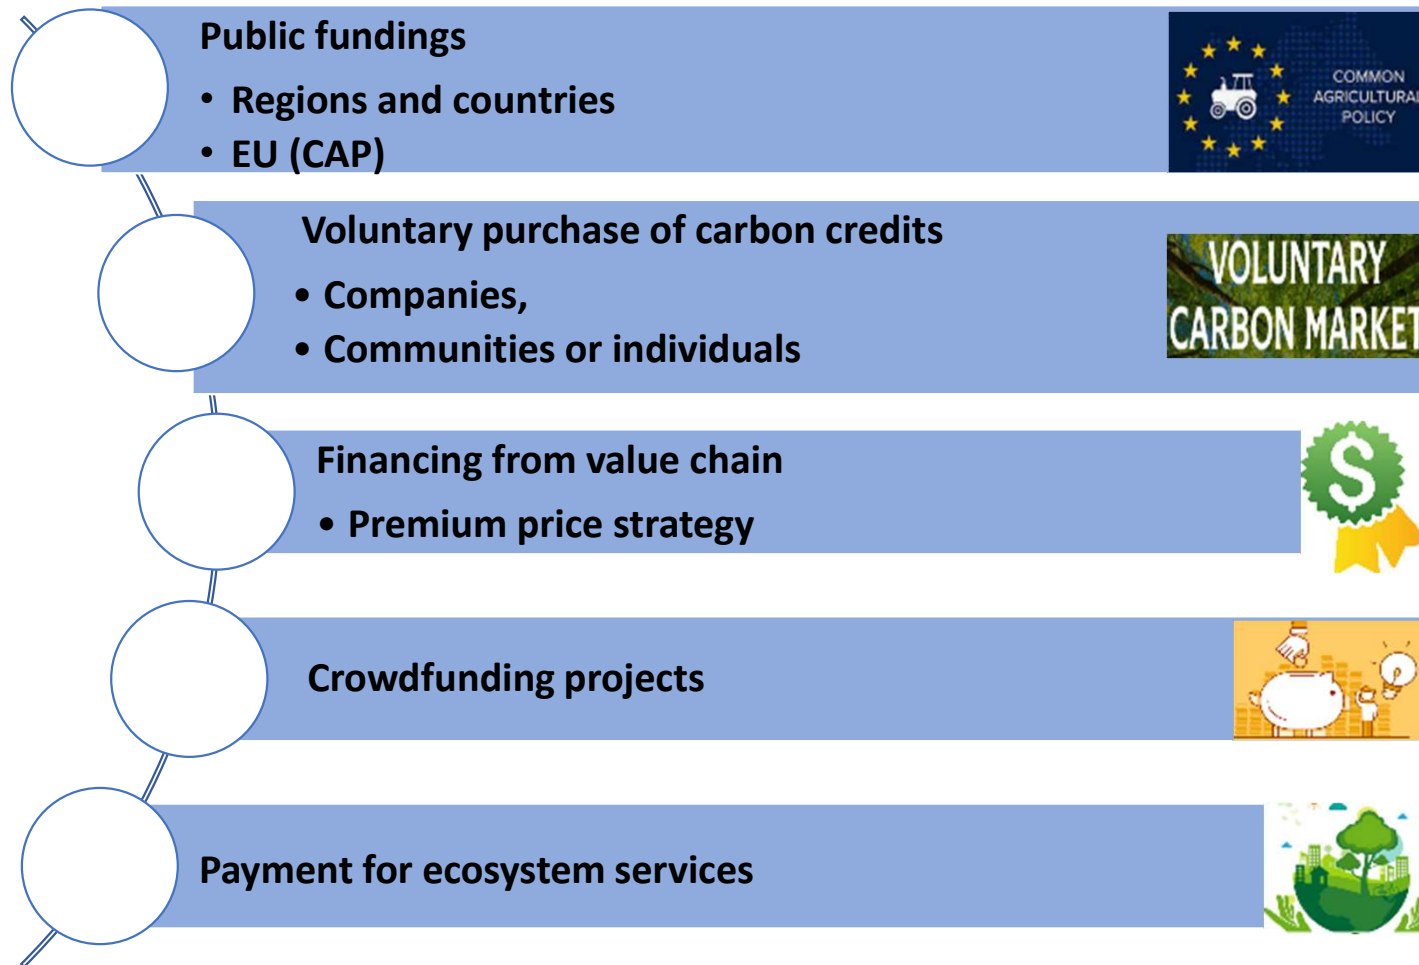 Public fundings
• Regions and countries
• EU (CAP)
COMMON
AGRICULTURAL
POLICY
Voluntary purchase of carbon credits
• Companies,
• Communities or individuals
VOLUNTARY
CARBON MARKET
Financing from value chain
• Premium price strategy
$
Crowdfunding projects
Payment for ecosystem services